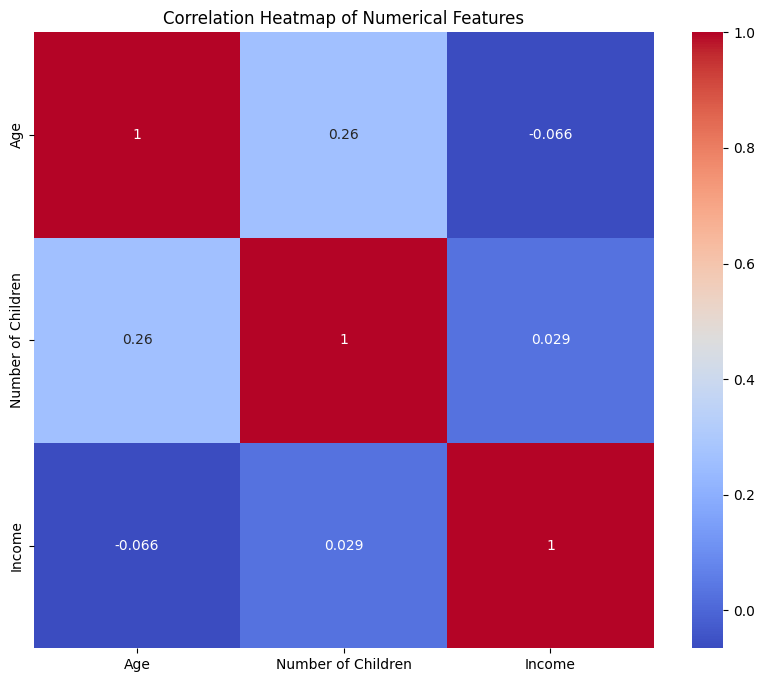 Correlation Heatmap of Numerical Features
Age
1
0.26
-0.066
Number of Children
0.26
1
0.029
Income
-0.066
0.029
1
Age
Number of Children
Income
1.0
0.8
0.6
0.4
0.2
0.0